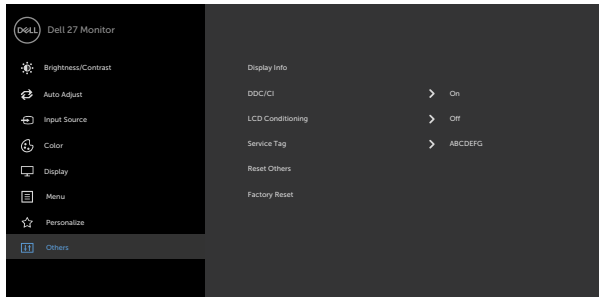 DELL
Dell 27 Monitor
Brightness/Contrast
Auto Adjust
Input Source
Color
Display
Menu
Personalize
Others
Display Info
DDC/CI On
LCD Conditioning Off
Service Tag ABCDEFG
Reset Others
Factory Reset